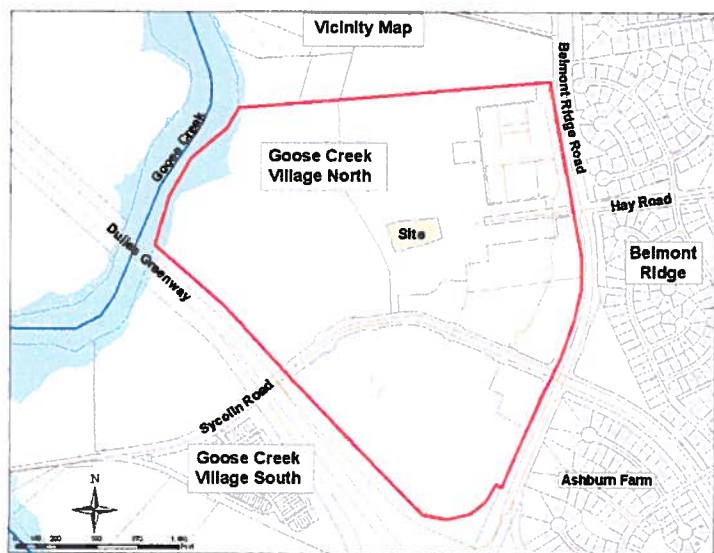 Vicinity Map
Belmont Ridge Road
Goose Creek
Goose Creek
Village North
Hay Road
Site
Belmont
Ridge
Dulles Greenway
Sycolin Road
Goose Creek
Village South
Ashburn Farm
N